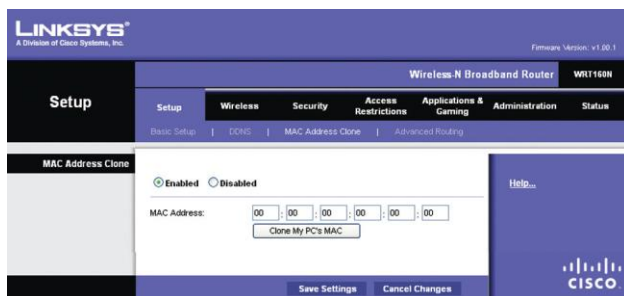 LINKSYS®
A Division of Cisco Systems, Inc.
Firmware Version: v1.00.1
Wireless-N Broadband Router WRT160N
Setup
Setup Wireless Security Access Restrictions Applications & Gaming Administration Status
Basic Setup | DDNS | MAC Address Clone | Advanced Routing
MAC Address Clone
Enabled Disabled
Help...
MAC Address: 00 : 00 : 00 : 00 : 00 : 00
Clone My PC's MAC
Save Settings Cancel Changes
CISCO